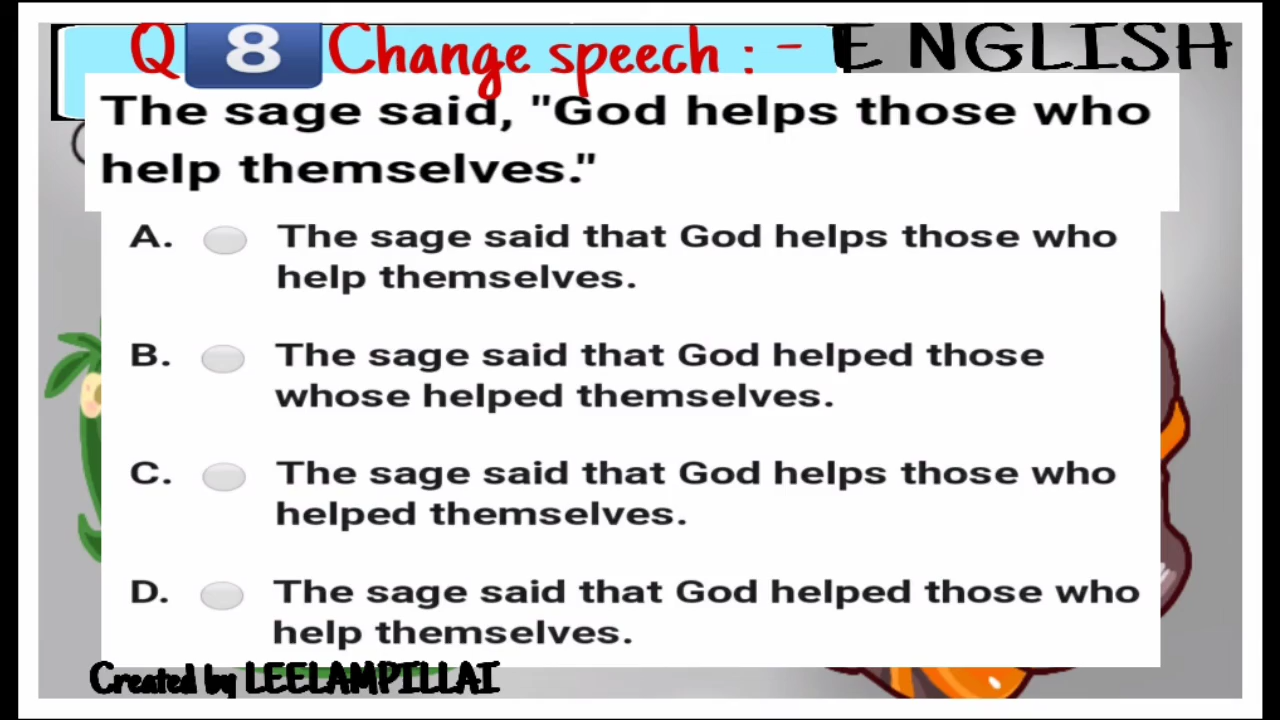 Q 8 Change speech : - ENGLISH
The sage said, "God helps those who
help themselves."
A. The sage said that God helps those who
help themselves.
B. The sage said that God helped those
whose helped themselves.
C. The sage said that God helps those who
helped themselves.
D. The sage said that God helped those who
help themselves.
Created by LEELAMPILLAI